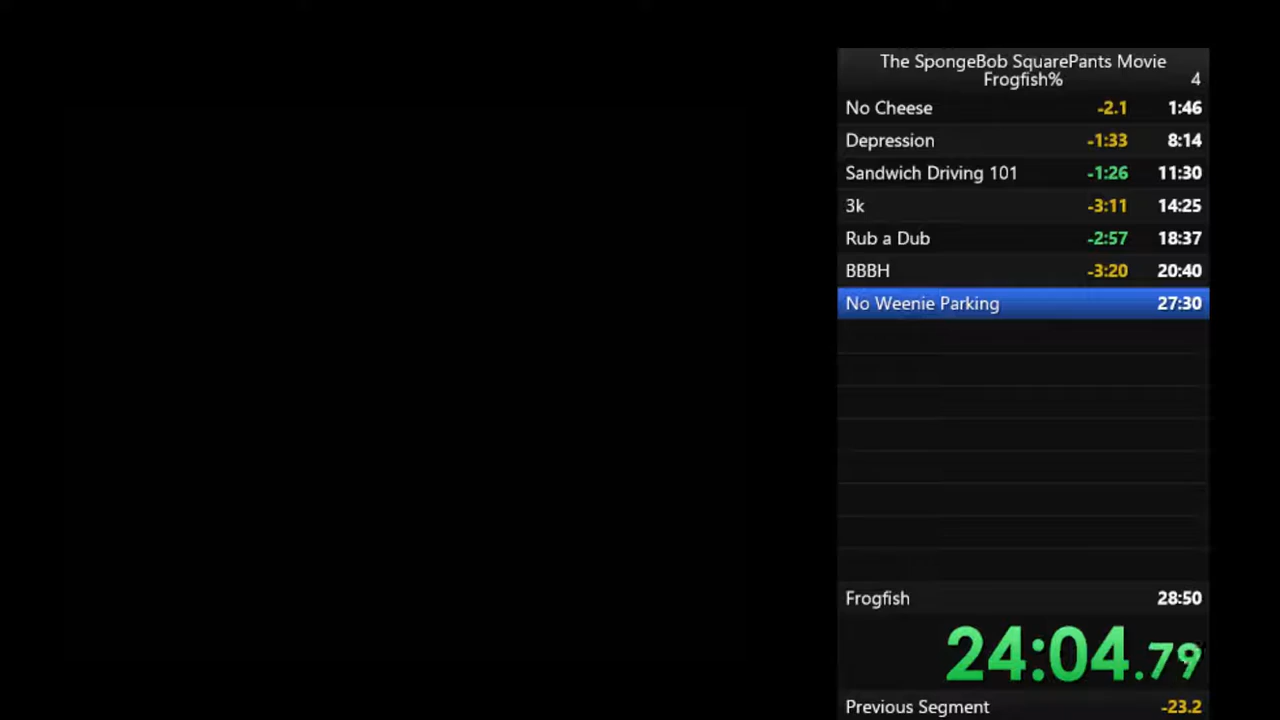 The SpongeBob SquarePants Movie
Frogfish% 4
No Cheese -2.1 1:46
Depression -1:33 8:14
Sandwich Driving 101 -1:26 11:30
3k -3:11 14:25
Rub a Dub -2:57 18:37
BBBH -3:20 20:40
No Weenie Parking 27:30
Frogfish 28:50
24:04.79
Previous Segment -23.2